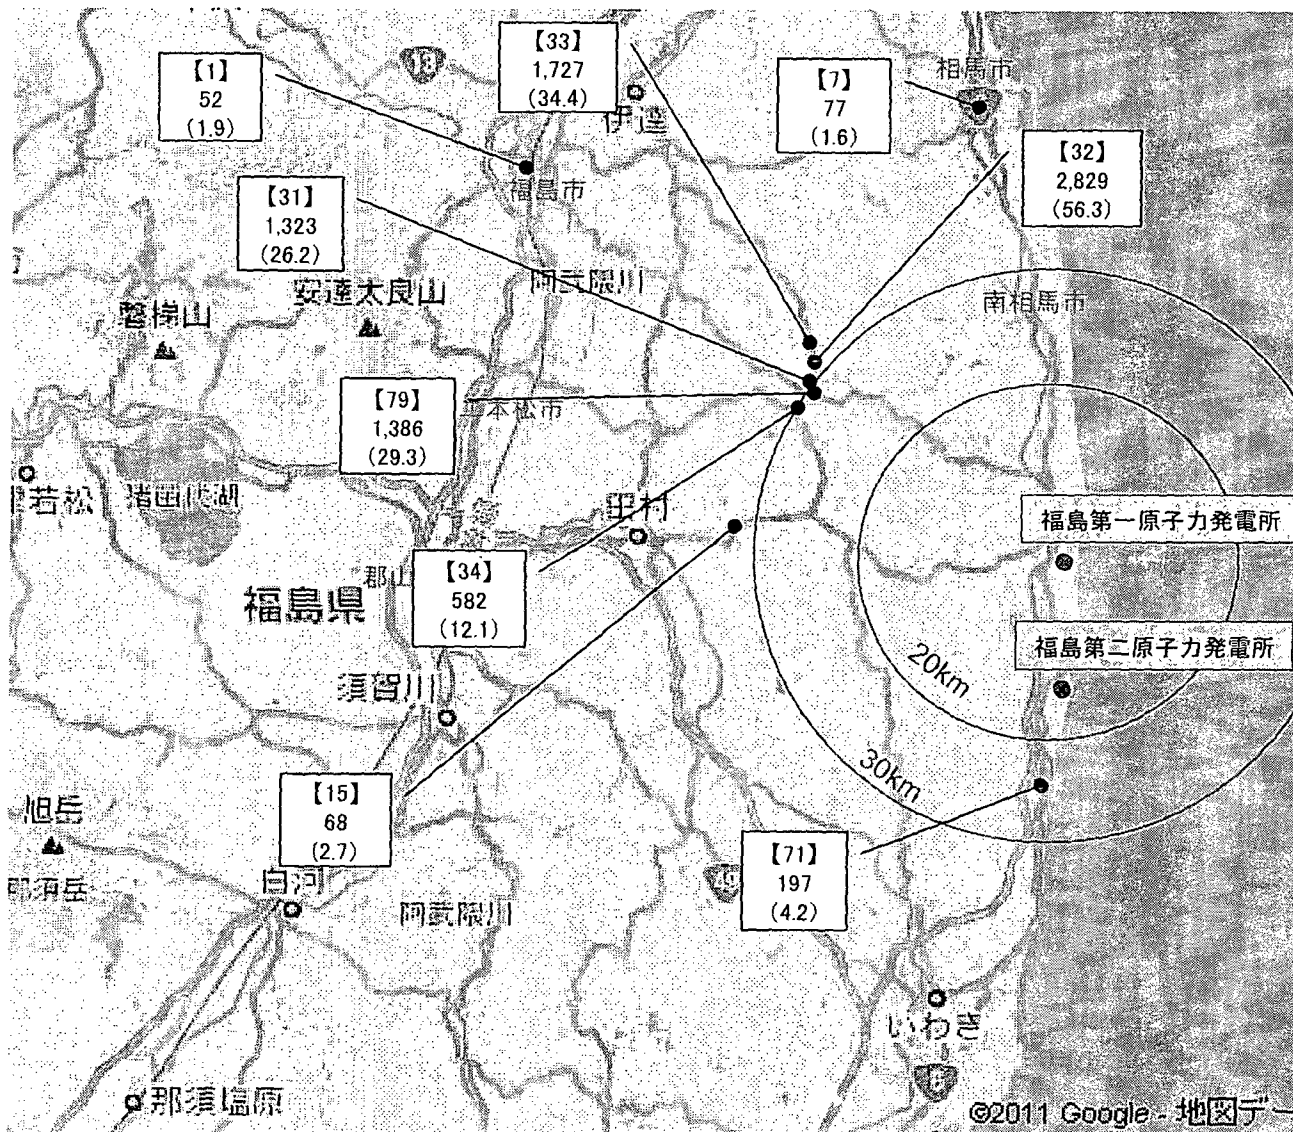 【33】
1,727
(34.4)
13
【1】
52
(1.9)
伊達
【7】
77
(1.6)
相馬市
【32】
2,829
(56.3)
福島市
【31】
1,323
(26.2)
阿武隈川
安達太良山
磐梯山
南相馬市
【79】
1,386
(29.3)
二本松市
若松
猪苗代湖
田村
福島第一原子力発電所
【34】
582
(12.1)
郡山
福島県
福島第二原子力発電所
20km
須賀川
30km
【15】
68
(2.7)
旭岳
那須岳
【71】
197
(4.2)
白河
阿武隈川
いわき
那須塩原
©2011 Google - 地図デー